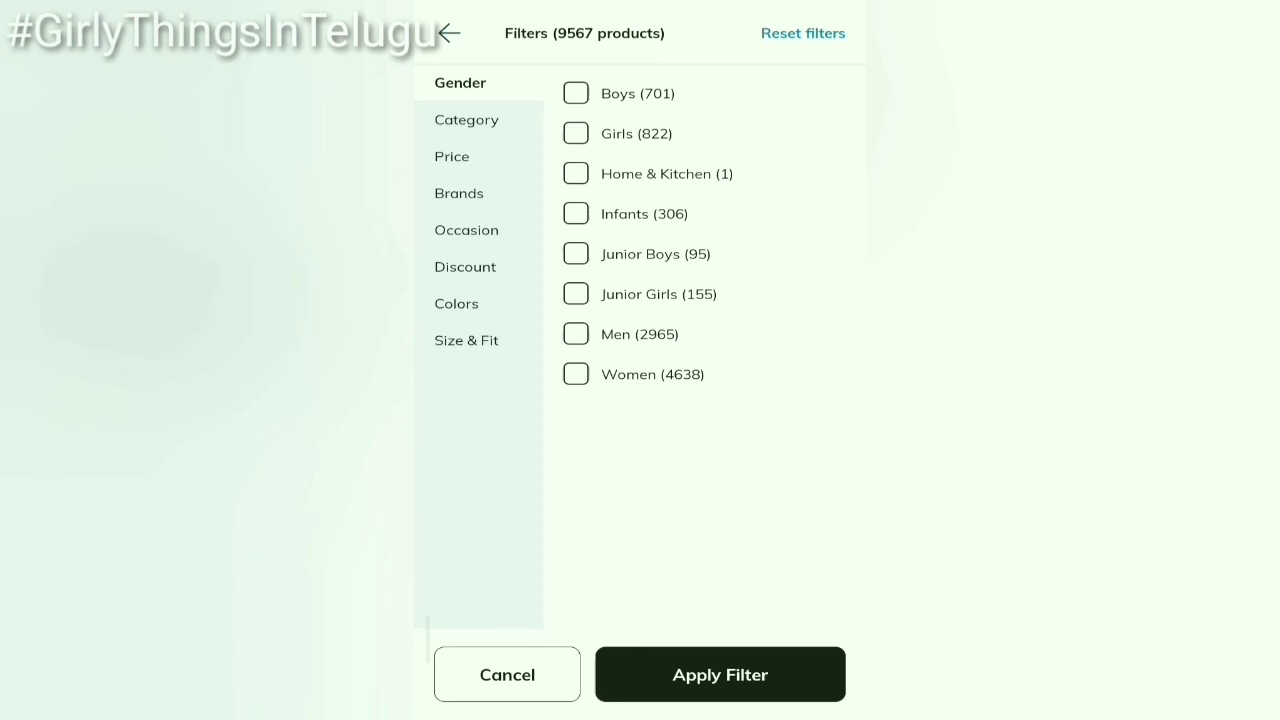 #GirlyThingsInTelugu
Filters (9567 products)
Reset filters
Gender
Category
Price
Brands
Occasion
Discount
Colors
Size & Fit
Boys (701)
Girls (822)
Home & Kitchen (1)
Infants (306)
Junior Boys (95)
Junior Girls (155)
Men (2965)
Women (4638)
Cancel
Apply Filter